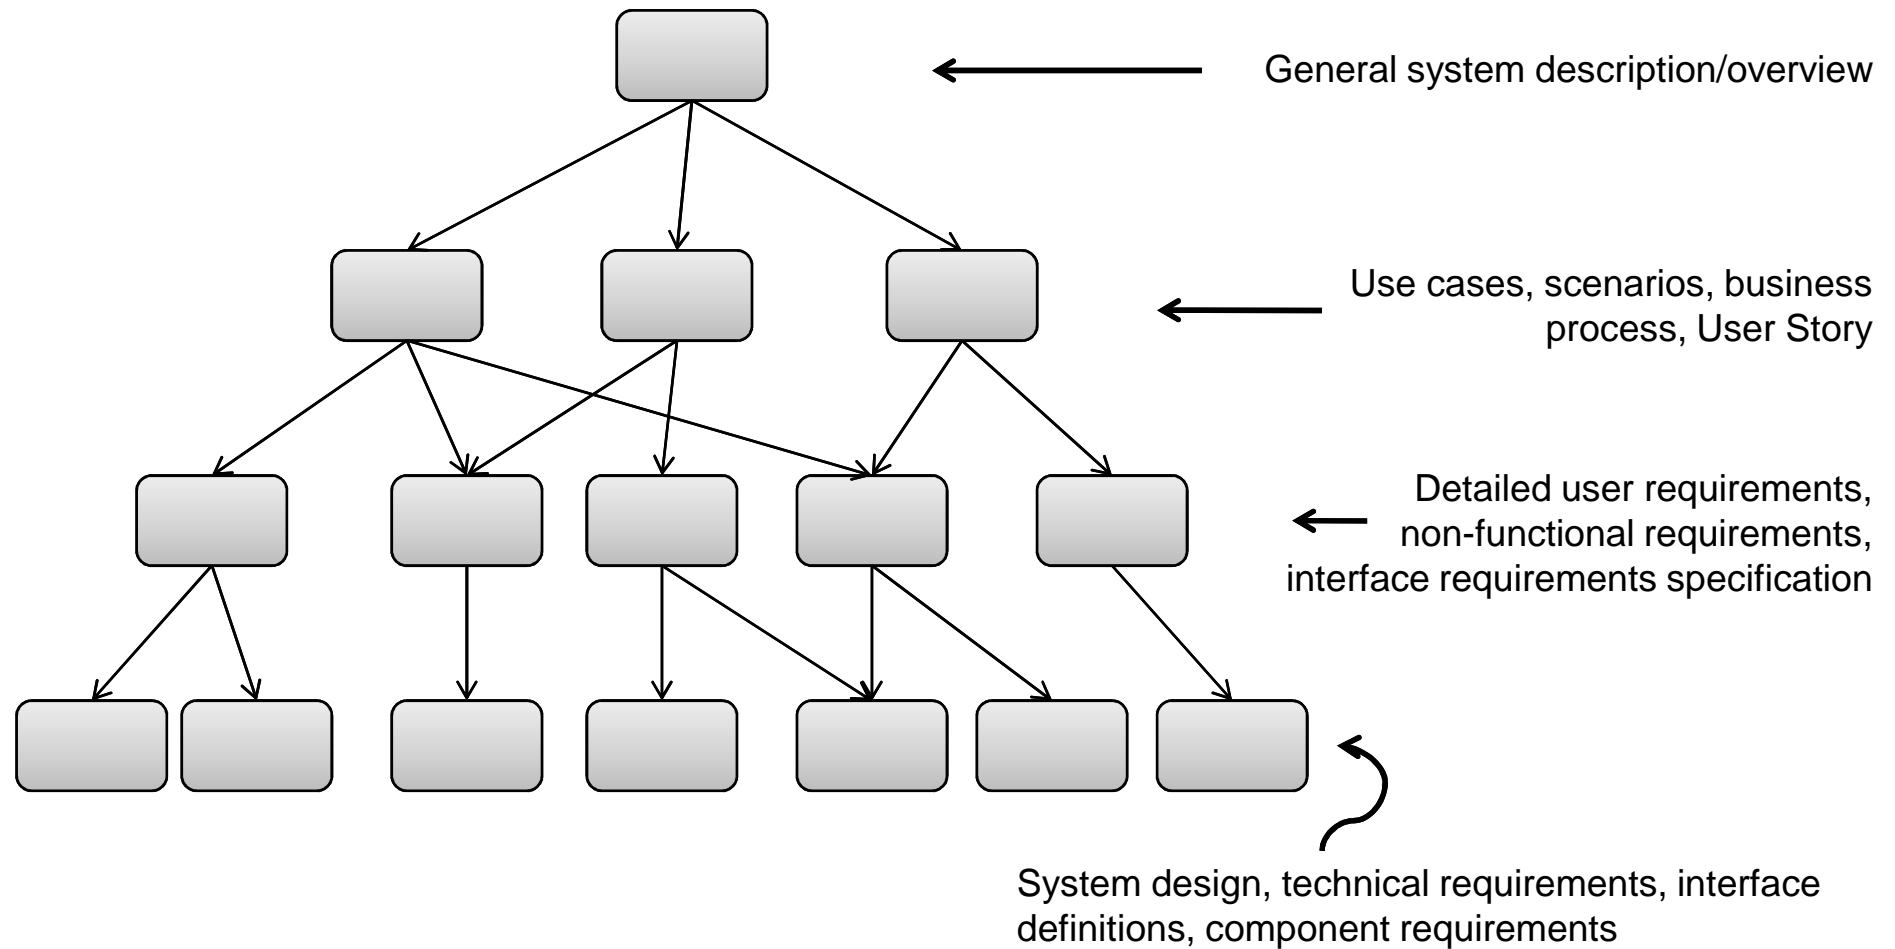 General system description/overview
Use cases, scenarios, business
process, User Story
Detailed user requirements,
non-functional requirements,
interface requirements specification
System design, technical requirements, interface
definitions, component requirements